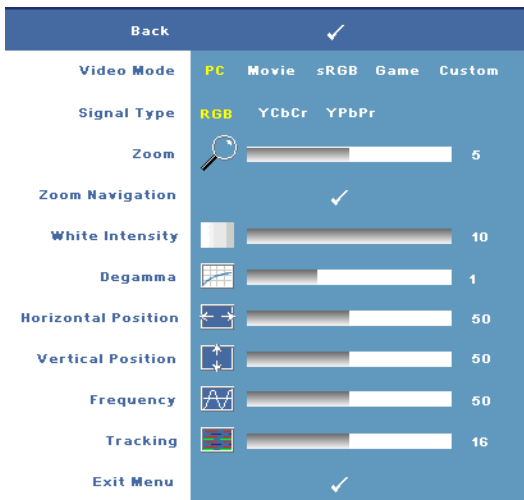 Back
Video Mode PC Movie sRGB Game Custom
Signal Type RGB YCbCr YPbPr
Zoom 5
Zoom Navigation
White Intensity 10
Degamma 1
Horizontal Position 50
Vertical Position 50
Frequency 50
Tracking 16
Exit Menu